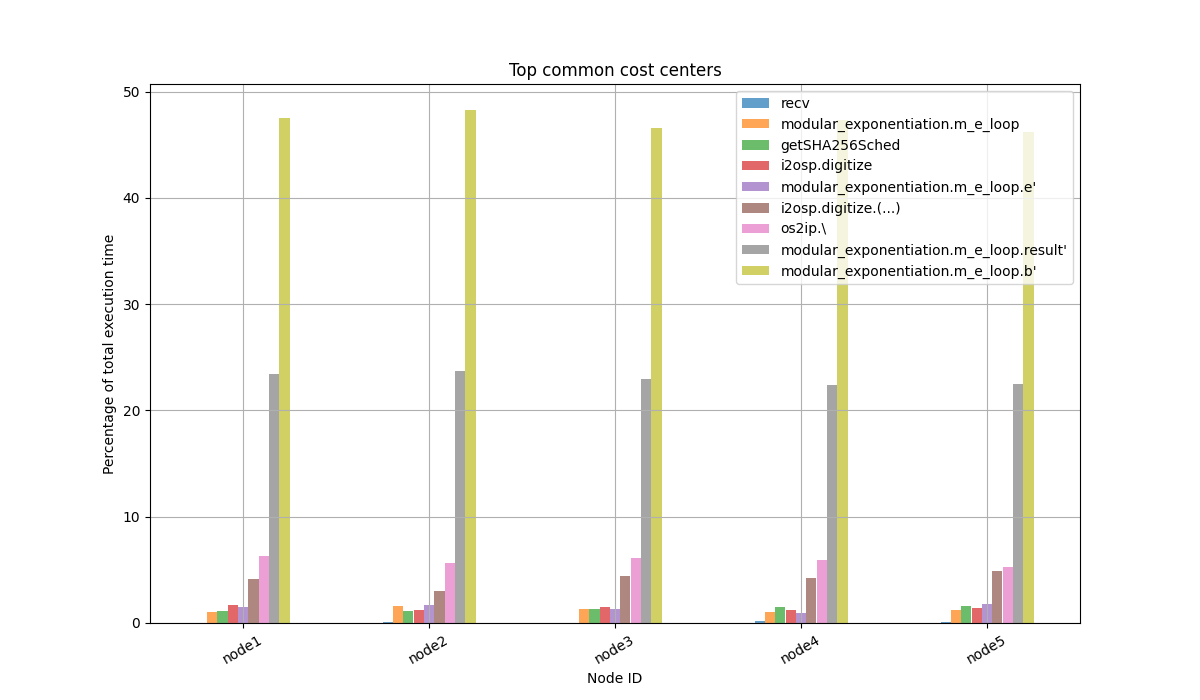 Top common cost centers
50
40
30
20
10
0
Percentage of total execution time
recv
modular_exponentiation.m_e_loop
getSHA256Sched
i2osp.digitize
modular_exponentiation.m_e_loop.e'
i2osp.digitize.(...)
os2ip.\
modular_exponentiation.m_e_loop.result'
modular_exponentiation.m_e_loop.b'
node1
node2
node3
node4
node5
Node ID